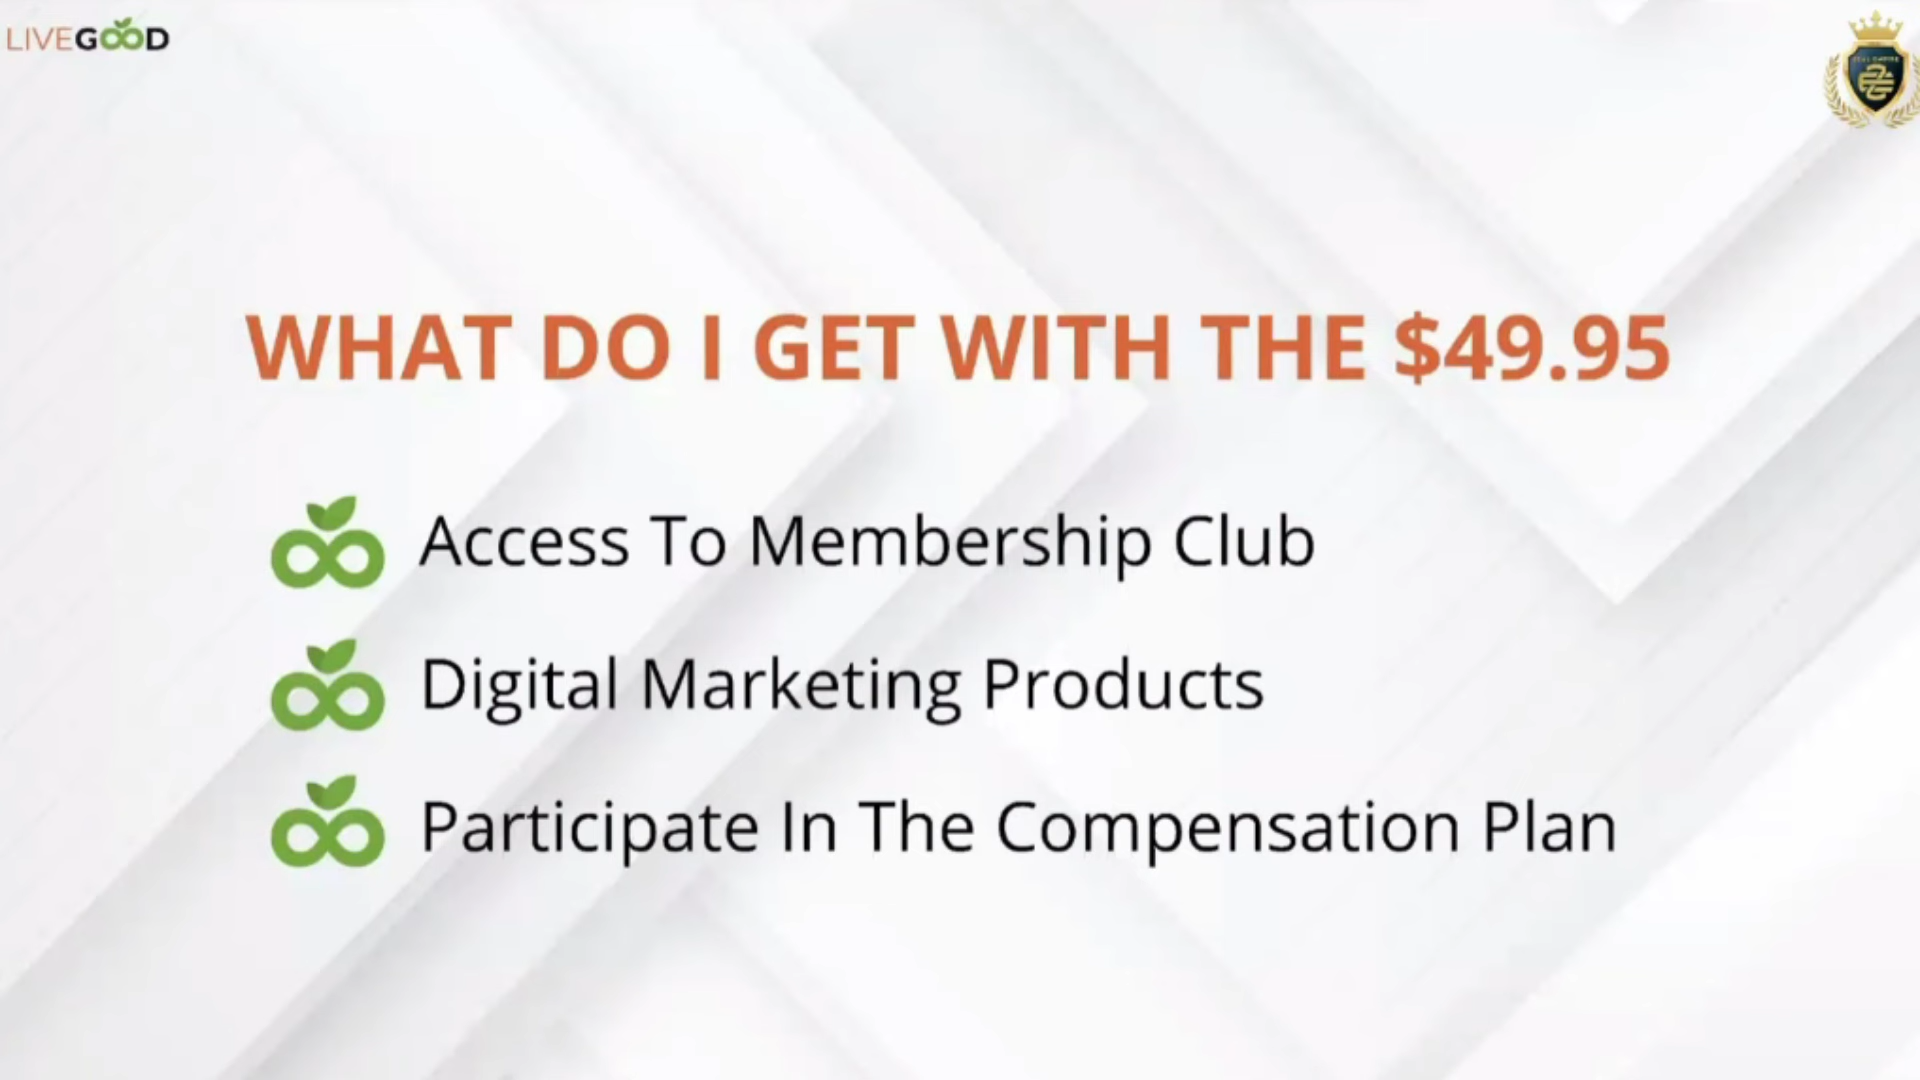 LIVEGOOD
WHAT DO I GET WITH THE $49.95
Access To Membership Club
Digital Marketing Products
Participate In The Compensation Plan